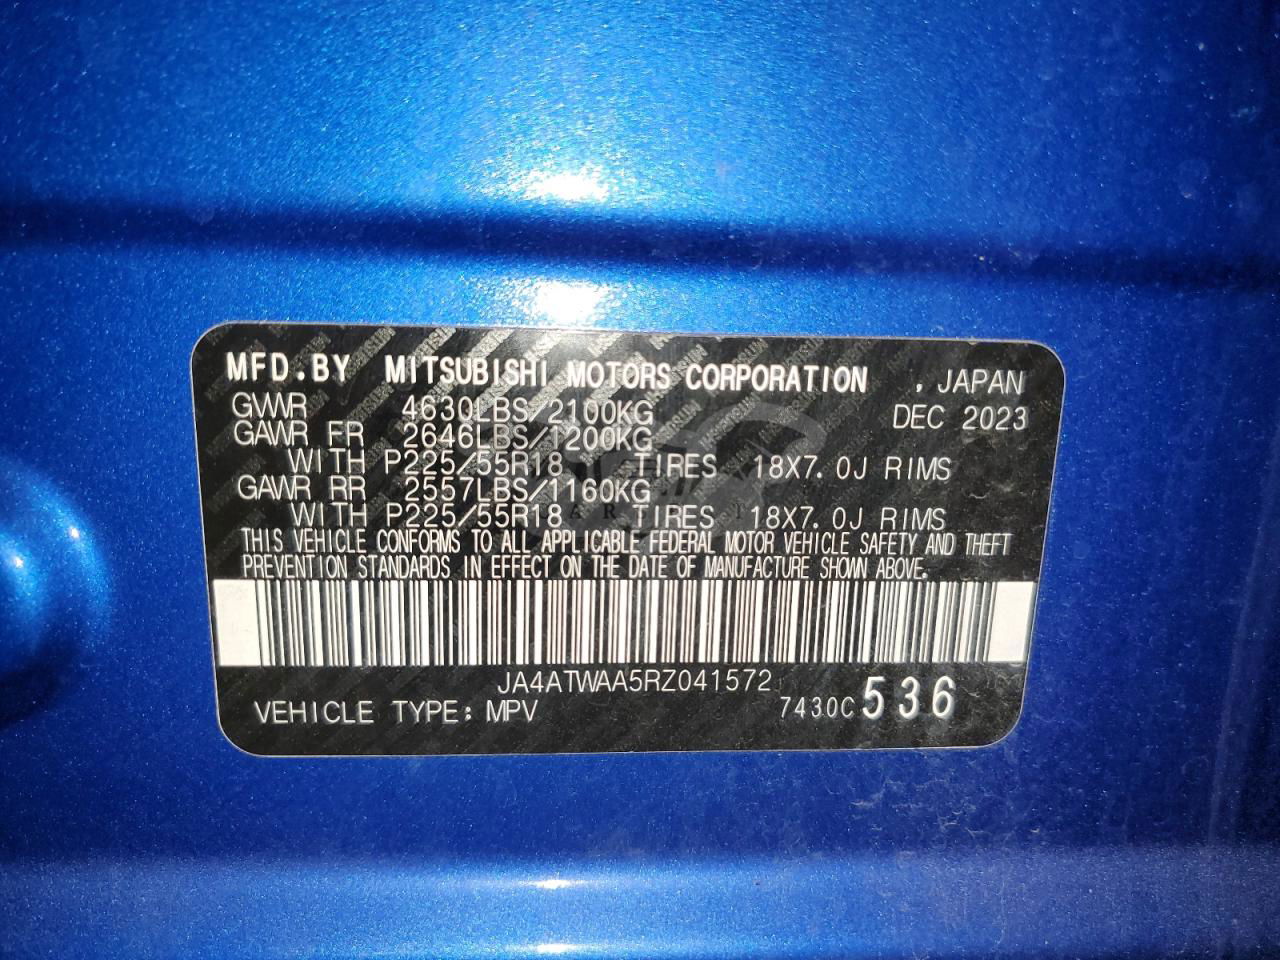 MFD.BY MITSUBISHI MOTORS CORPORATION , JAPAN
GVWR 4630LBS/2100KG DEC 2023
GAWR FR 2646LBS/1200KG
WITH P225/55R18 TIRES 18X7.0J RIMS
GAWR RR 2557LBS/1160KG
WITH P225/55R18 TIRES 18X7.0J RIMS
THIS VEHICLE CONFORMS TO ALL APPLICABLE FEDERAL MOTOR VEHICLE SAFETY AND THEFT
PREVENTION STANDARDS IN EFFECT ON THE DATE OF MANUFACTURE SHOWN ABOVE.
JA4ATWAA5RZ041572
VEHICLE TYPE: MPV 7430C 536